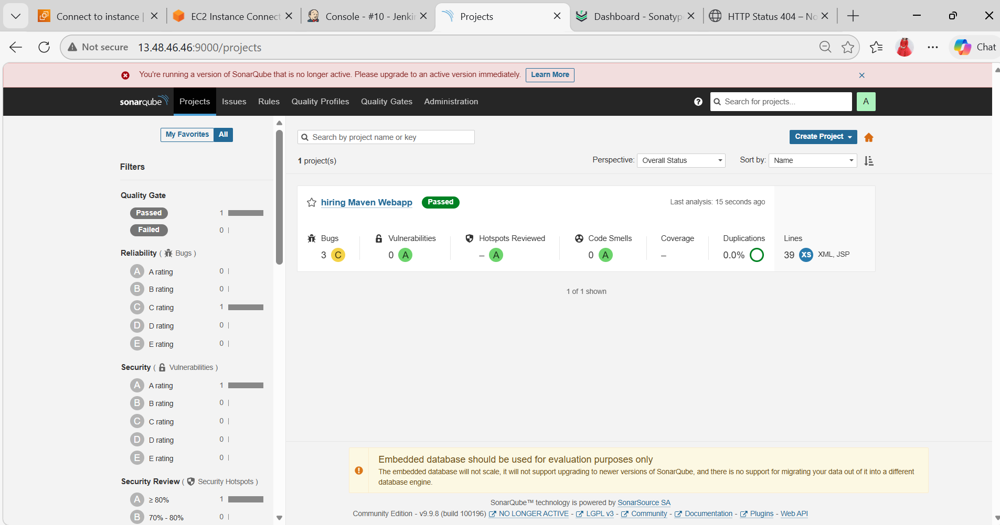 Connect to instance |
EC2 Instance Connect
Console - #10 - Jenki
Projects
Dashboard - Sonatyp
HTTP Status 404 – No
Not secure 13.48.46.46:9000/projects
Chat
You're running a version of SonarQube that is no longer active. Please upgrade to an active version immediately. Learn More
sonarqube Projects Issues Rules Quality Profiles Quality Gates Administration Search for projects... A
My Favorites All
Search by project name or key
Create Project
1 project(s)
Perspective: Overall Status Sort by: Name
Filters
Quality Gate
Passed 1
Failed 0
Reliability ( Bugs )
A A rating 0
B B rating 0
C C rating 1
D D rating 0
E E rating 0
Security ( Vulnerabilities )
A A rating 1
B B rating 0
C C rating 0
D D rating 0
E E rating 0
Security Review ( Security Hotspots )
A ≥ 80% 1
B 70% - 80% 0
hiring Maven Webapp Passed Last analysis: 15 seconds ago
Bugs Vulnerabilities Hotspots Reviewed Code Smells Coverage Duplications Lines
3 C 0 A – A 0 A – 0.0% 39 XS XML, JSP
1 of 1 shown
Embedded database should be used for evaluation purposes only
The embedded database will not scale, it will not support upgrading to newer versions of SonarQube, and there is no support for migrating your data out of it into a different
database engine.
SonarQube™ technology is powered by SonarSource SA
Community Edition - v9.9.8 (build 100196) NO LONGER ACTIVE - LGPL v3 - Community - Documentation - Plugins - Web API